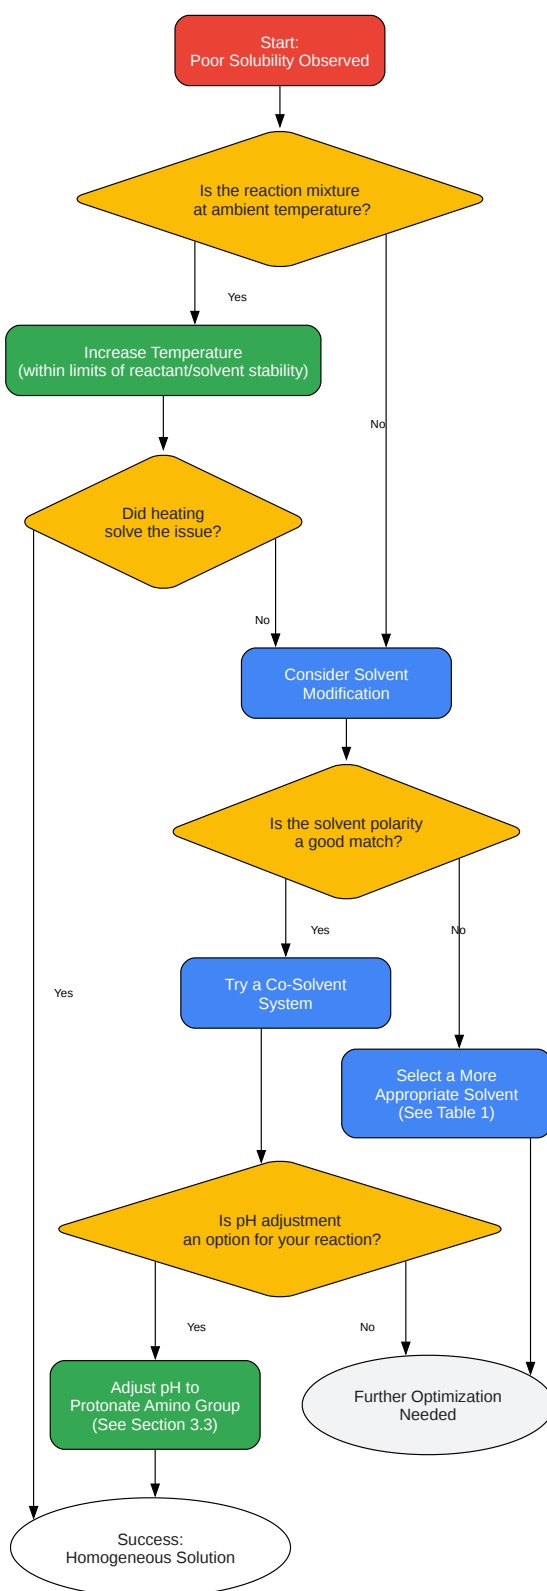 Start:
Poor Solubility Observed
Is the reaction mixture
at ambient temperature?
Yes
Increase Temperature
(within limits of reactant/solvent stability)
No
Did heating
solve the issue?
No
Consider Solvent
Modification
Is the solvent polarity
a good match?
Yes
No
Try a Co-Solvent
System
Yes
Select a More
Appropriate Solvent
(See Table 1)
Is pH adjustment
an option for your reaction?
Yes
No
Adjust pH to
Protonate Amino Group
(See Section 3.3)
Further Optimization
Needed
Success:
Homogeneous Solution